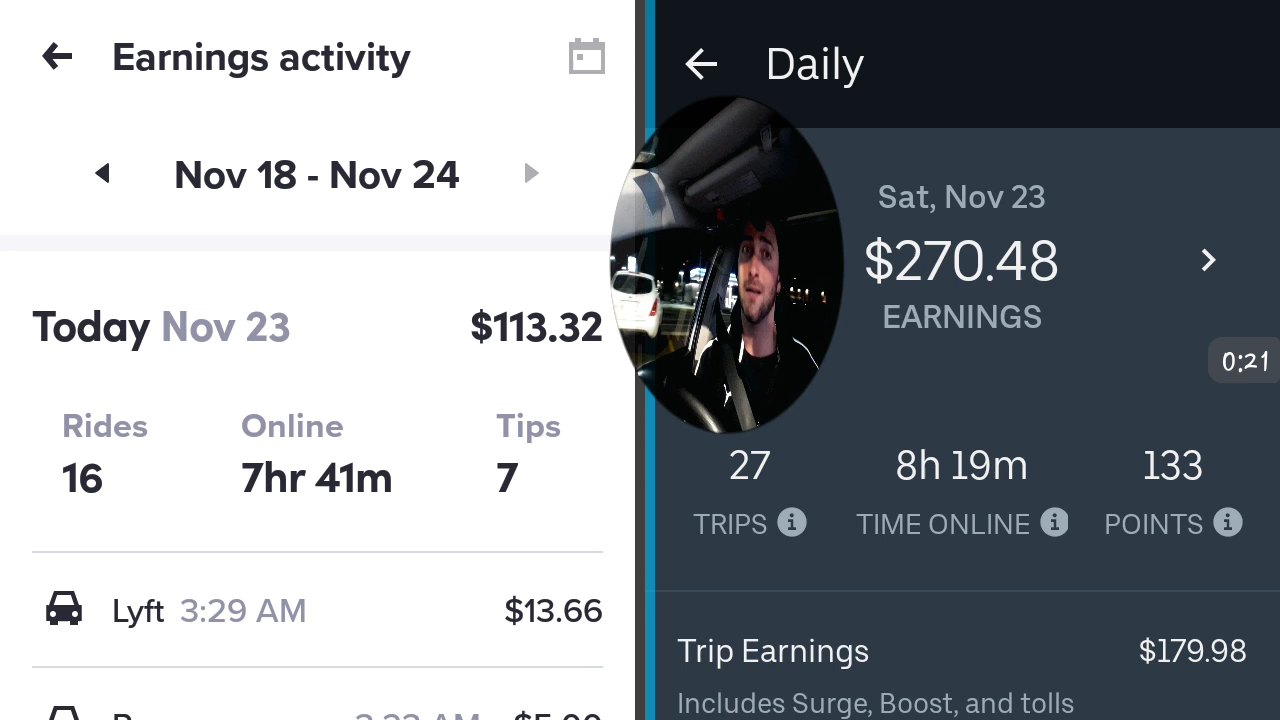 Earnings activity
Nov 18 - Nov 24
Today Nov 23 $113.32
Rides Online Tips
16 7hr 41m 7
Lyft 3:29 AM $13.66
Daily
Sat, Nov 23
$270.48
EARNINGS
0:21
27 8h 19m 133
TRIPS TIME ONLINE POINTS
Trip Earnings $179.98
Includes Surge, Boost, and tolls